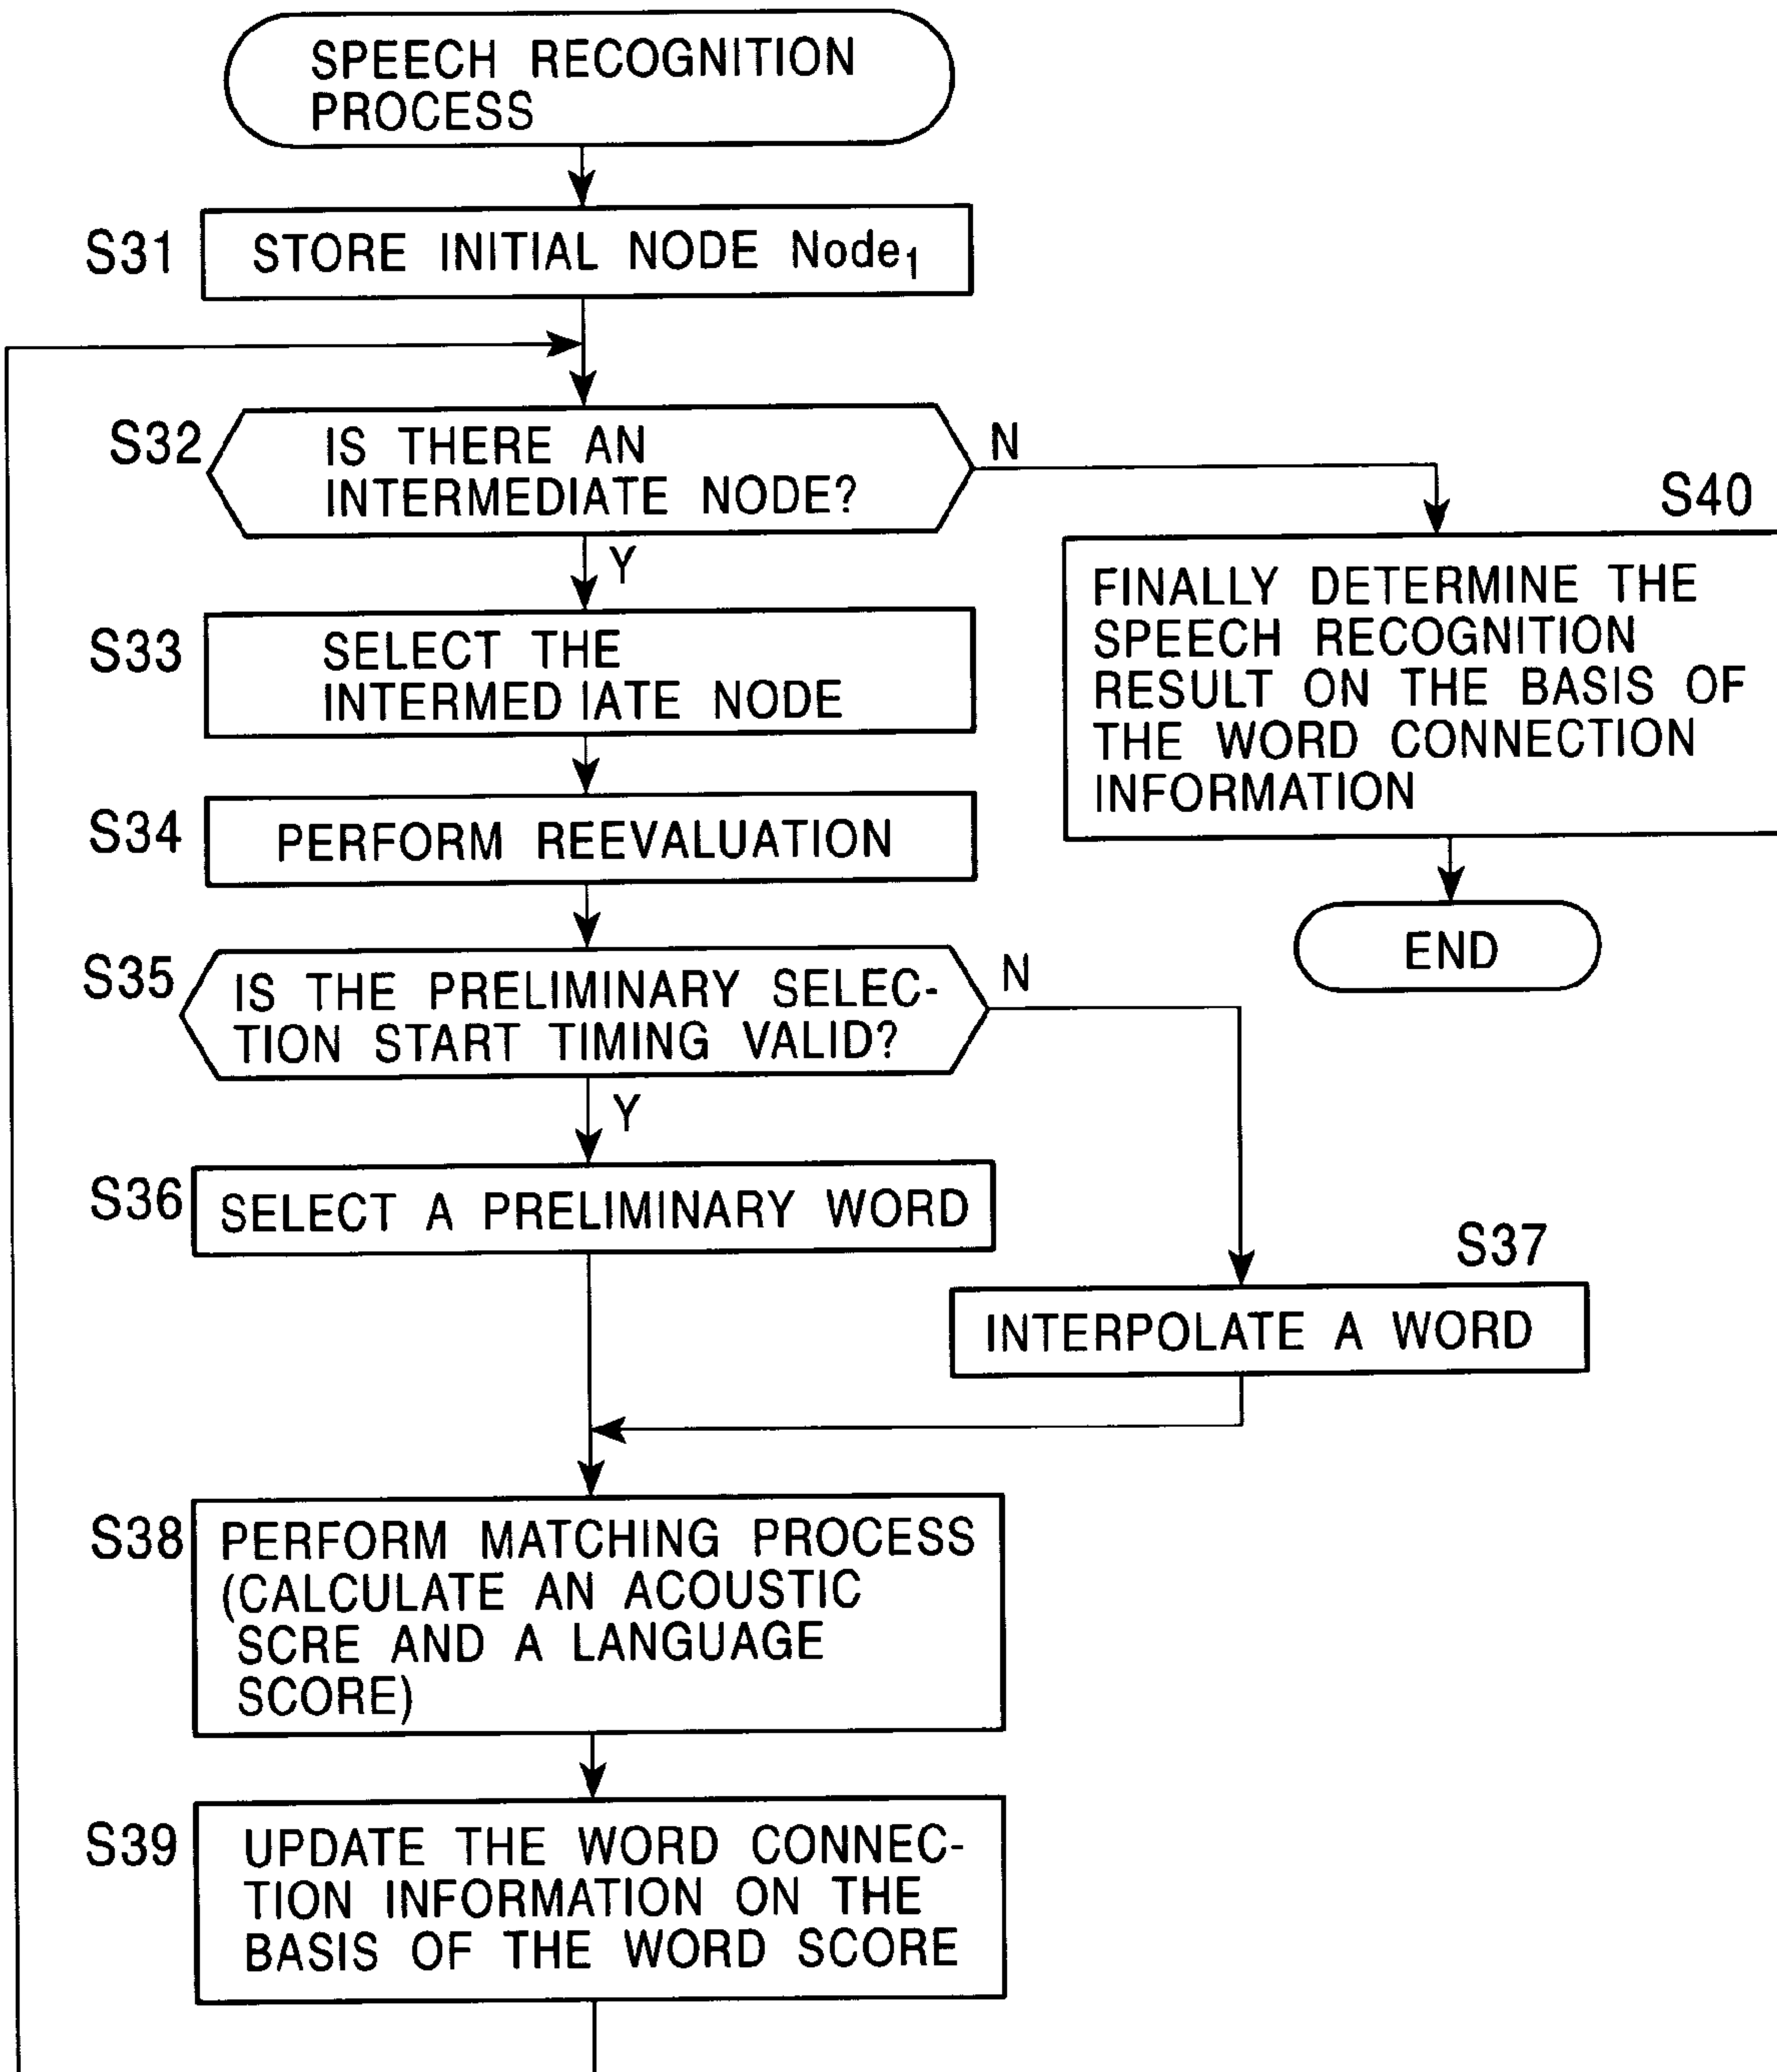 SPEECH RECOGNITION
PROCESS
S31
STORE INITIAL NODE Node₁
S32
IS THERE AN
INTERMEDIATE NODE?
N
Y
S40
FINALLY DETERMINE THE
SPEECH RECOGNITION
RESULT ON THE BASIS OF
THE WORD CONNECTION
INFORMATION
END
S33
SELECT THE
INTERMEDIATE NODE
S34
PERFORM REEVALUATION
S35
IS THE PRELIMINARY SELEC-
TION START TIMING VALID?
N
Y
S36
SELECT A PRELIMINARY WORD
S37
INTERPOLATE A WORD
S38
PERFORM MATCHING PROCESS
(CALCULATE AN ACOUSTIC
SCRE AND A LANGUAGE
SCORE)
S39
UPDATE THE WORD CONNEC-
TION INFORMATION ON THE
BASIS OF THE WORD SCORE